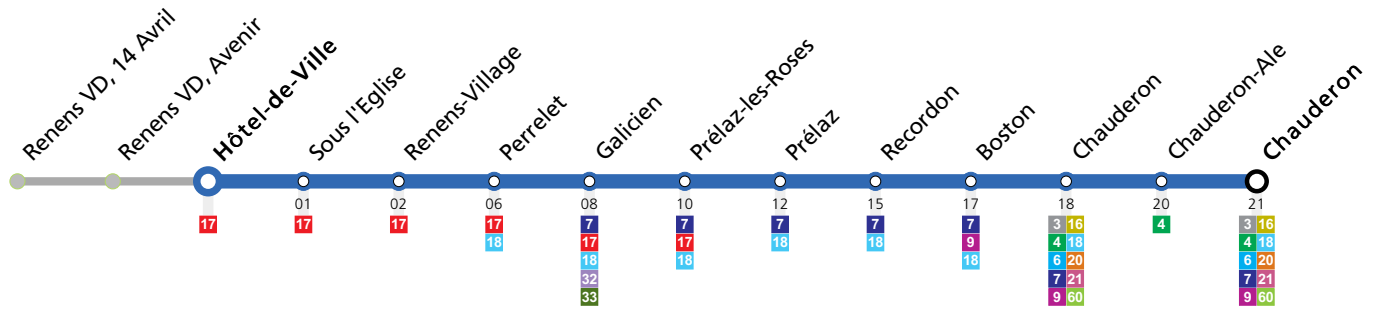 Renens VD, 14 Avril
Renens VD, Avenir
Hôtel-de-Ville
Sous l'Eglise
Renens-Village
Perrelet
Galicien
Prélaz-les-Roses
Prélaz
Recordon
Boston
Chauderon
Chauderon-Ale
Chauderon
01 02 06 08 10 12 15 17 18 20 21
17 17 17 17 7 7 7 7 7 3 16 4 3 16
18 17 17 18 18 9 4 18 4 18
18 18 18 6 20 6 20
32 7 21 7 21
33 9 60 9 60